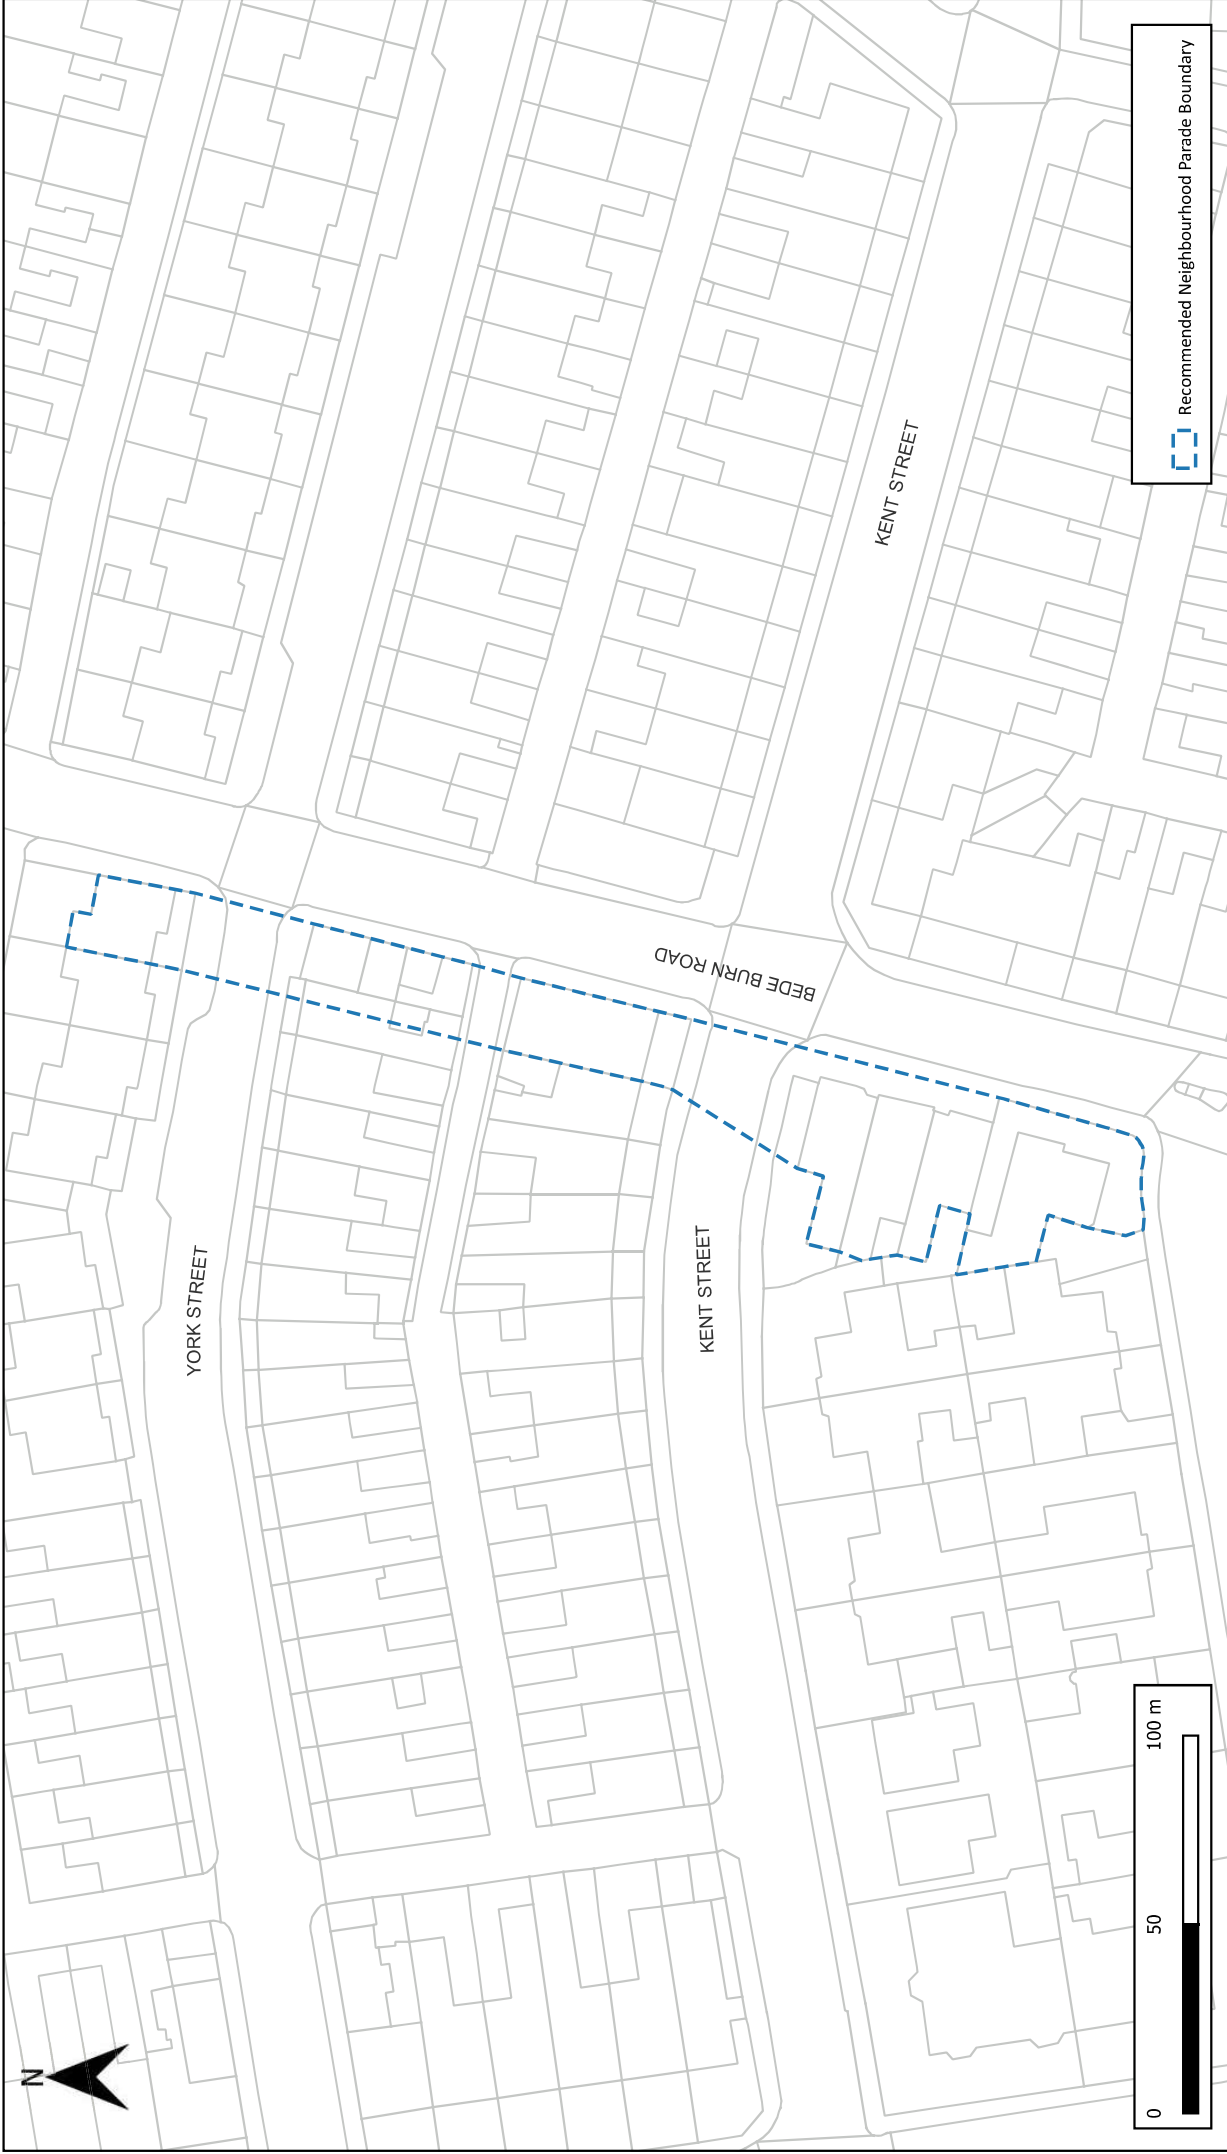 N
YORK STREET
KENT STREET
BEDE BURN ROAD
KENT STREET
Recommended Neighbourhood Parade Boundary
0 50 100 m